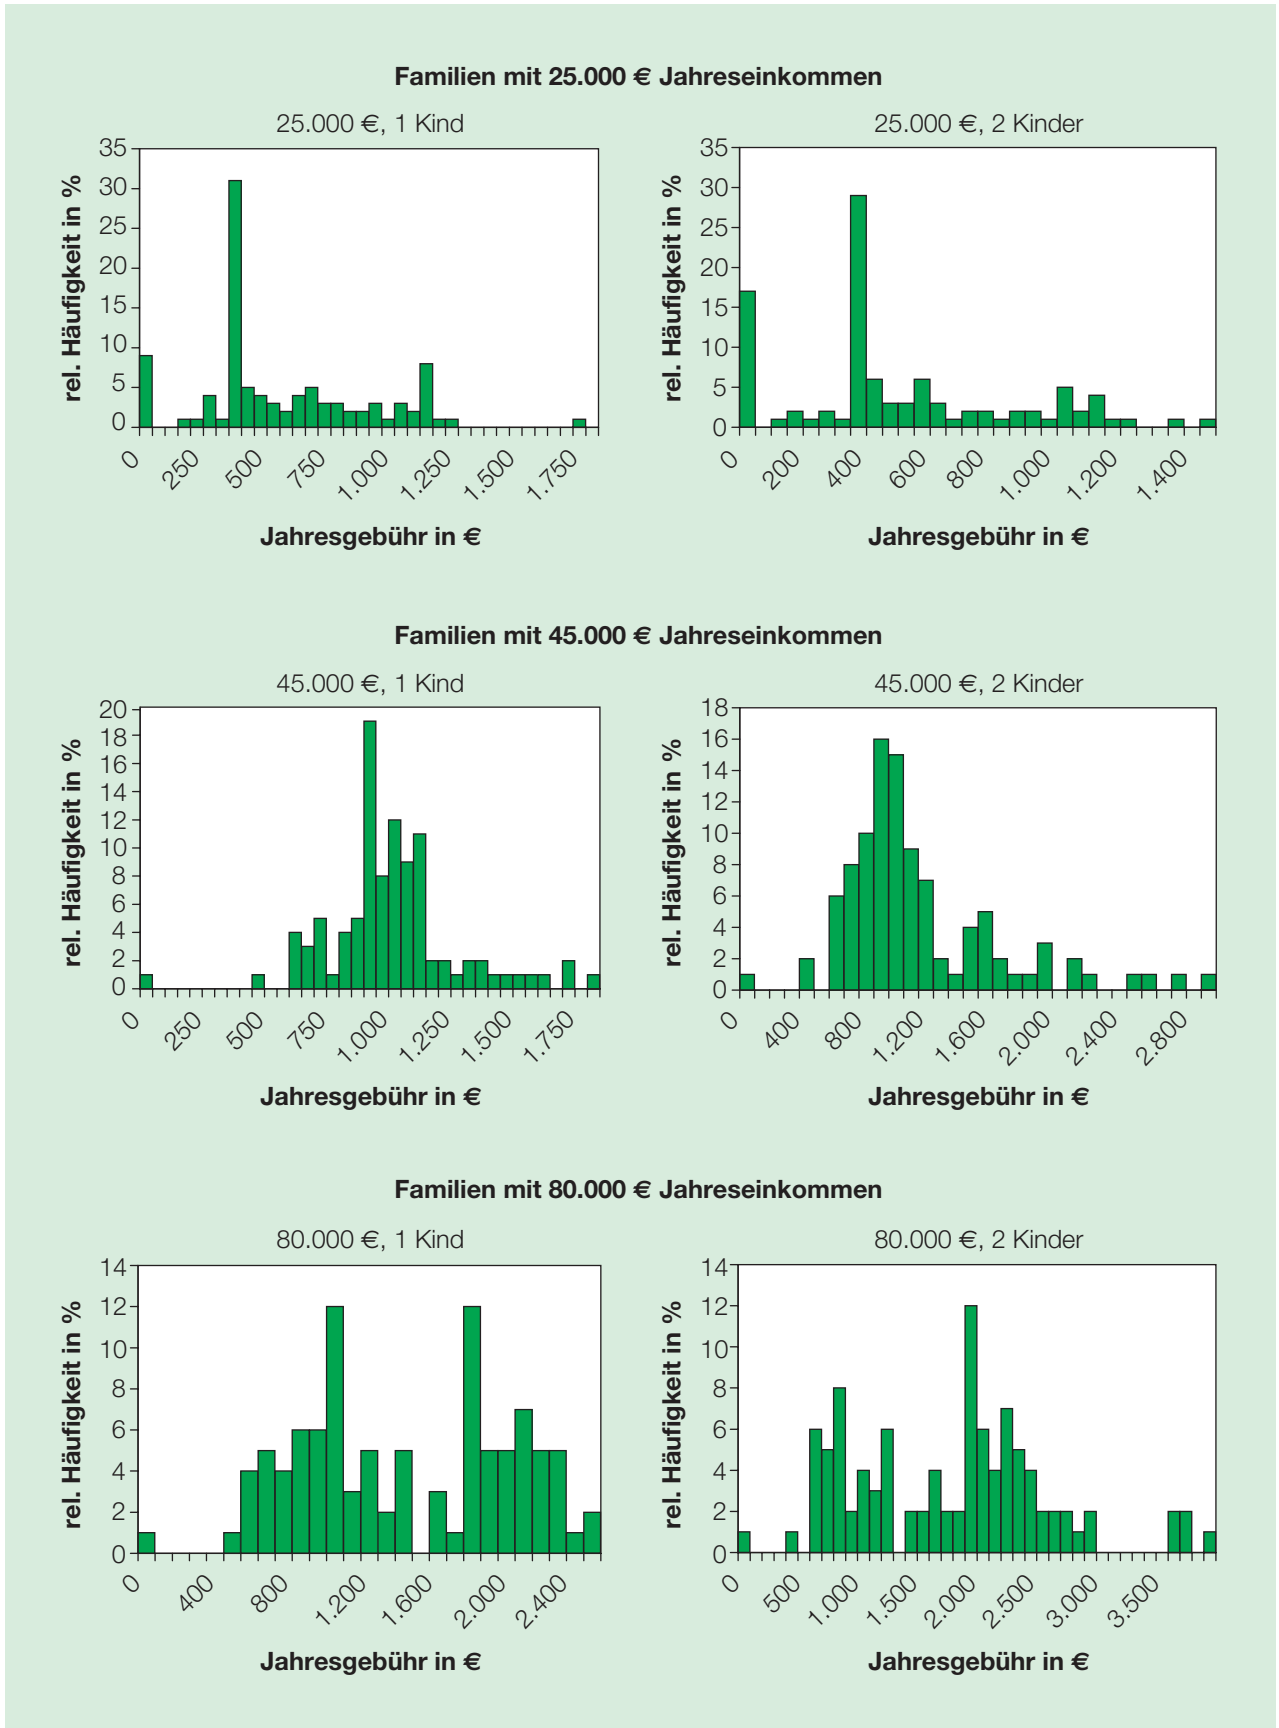 Familien mit 25.000 € Jahreseinkommen
25.000 €, 1 Kind
rel. Häufigkeit in %
35
30
25
20
15
10
5
0
0 250 500 750 1.000 1.250 1.500 1.750
Jahresgebühr in €
25.000 €, 2 Kinder
rel. Häufigkeit in %
35
30
25
20
15
10
5
0
0 200 400 600 800 1.000 1.200 1.400
Jahresgebühr in €
Familien mit 45.000 € Jahreseinkommen
45.000 €, 1 Kind
rel. Häufigkeit in %
20
18
16
14
12
10
8
6
4
2
0
0 250 500 750 1.000 1.250 1.500 1.750
Jahresgebühr in €
45.000 €, 2 Kinder
rel. Häufigkeit in %
18
16
14
12
10
8
6
4
2
0
0 400 800 1.200 1.600 2.000 2.400 2.800
Jahresgebühr in €
Familien mit 80.000 € Jahreseinkommen
80.000 €, 1 Kind
rel. Häufigkeit in %
14
12
10
8
6
4
2
0
0 400 800 1.200 1.600 2.000 2.400
Jahresgebühr in €
80.000 €, 2 Kinder
rel. Häufigkeit in %
14
12
10
8
6
4
2
0
0 500 1.000 1.500 2.000 2.500 3.000 3.500
Jahresgebühr in €